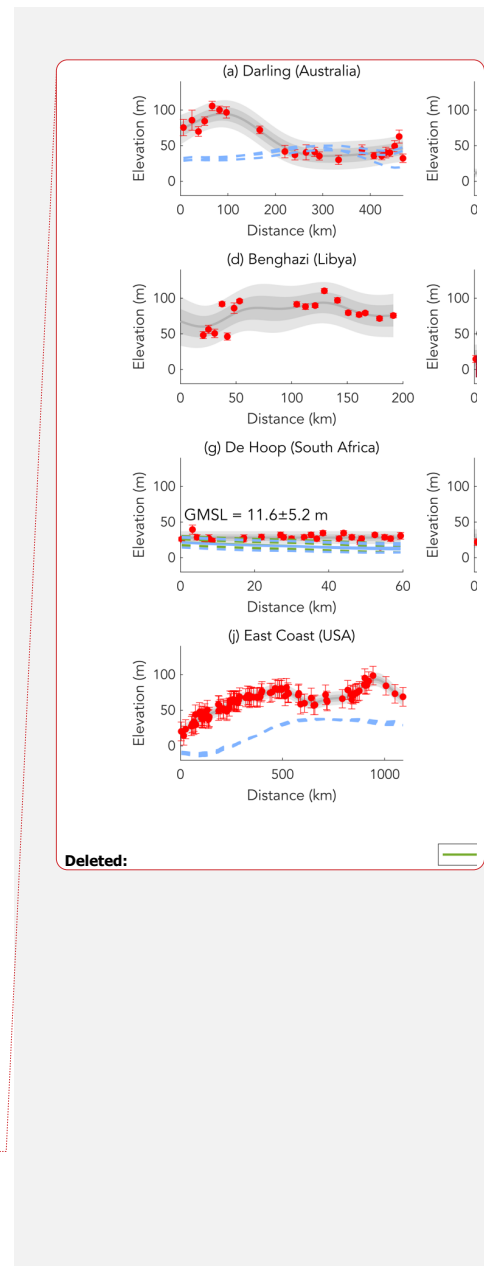 (a) Darling (Australia)
Elevation (m)
100
50
0
0 100 200 300 400
Distance (km)
100
50
0
0
(d) Benghazi (Libya)
Elevation (m)
100
50
0
0 50 100 150 200
Distance (km)
Elevation (m)
100
50
0
0
(g) De Hoop (South Africa)
Elevation (m)
100
50
0
GMSL = 11.6±5.2 m
0 20 40 60
Distance (km)
Elevation (m)
100
50
0
0
(j) East Coast (USA)
Elevation (m)
100
50
0
0 500 1000
Distance (km)
Deleted: